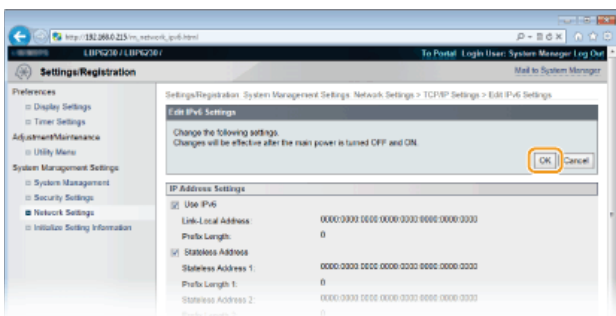 http://192.168.0.215/m_network_ipv6.html
LBP6230 / LBP6230 /
To Portal Login User: System Manager Log Out
Settings/Registration
Mail to System Manager
Preferences
Display Settings
Timer Settings
Adjustment/Maintenance
Utility Menu
System Management Settings
System Management
Security Settings
Network Settings
Initialize Setting Information
Settings/Registration: System Management Settings: Network Settings > TCP/IP Settings > Edit IPv6 Settings
Edit IPv6 Settings
Change the following settings.
Changes will be effective after the main power is turned OFF and ON.
OK
Cancel
IP Address Settings
Use IPv6
Link-Local Address: 0000:0000:0000:0000:0000:0000:0000:0000
Prefix Length: 0
Stateless Address
Stateless Address 1: 0000:0000:0000:0000:0000:0000:0000:0000
Prefix Length 1: 0
Stateless Address 2: 0000:0000:0000:0000:0000:0000:0000:0000
Prefix Length 2: 0